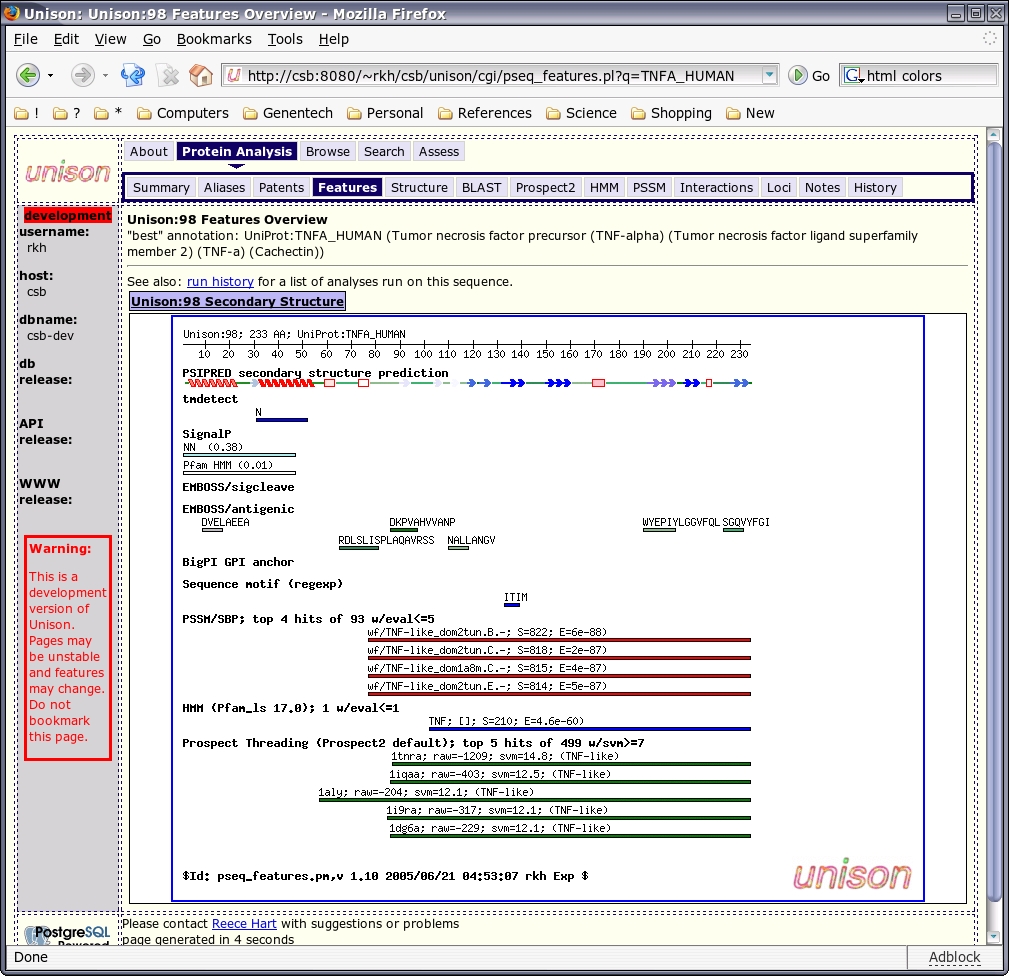 Unison: Unison:98 Features Overview - Mozilla Firefox
File Edit View Go Bookmarks Tools Help
http://csb:8080/~rkh/csb/unison/cgi/pseq_features.pl?q=TNFA_HUMAN Go html colors
! ? * Computers Genentech Personal References Science Shopping New
unison
About Protein Analysis Browse Search Assess
Summary Aliases Patents Features Structure BLAST Prospect2 HMM PSSM Interactions Loci Notes History
development
username:
rkh
host:
csb
dbname:
csb-dev
db
release:
API
release:
WWW
release:
Warning:
This is a
development
version of
Unison.
Pages may
be unstable
and features
may change.
Do not
bookmark
this page.
Unison:98 Features Overview
"best" annotation: UniProt:TNFA_HUMAN (Tumor necrosis factor precursor (TNF-alpha) (Tumor necrosis factor ligand superfamily
member 2) (TNF-a) (Cachectin))
See also: run history for a list of analyses run on this sequence.
Unison:98 Secondary Structure
Unison:98; 233 AA; UniProt:TNFA_HUMAN
10 20 30 40 50 60 70 80 90 100 110 120 130 140 150 160 170 180 190 200 210 220 230
PSIPRED secondary structure prediction
tmdetect
N
SignalP
NN (0.38)
Pfam HMM (0.01)
EMBOSS/sigcleave
EMBOSS/antigenic
DVELAEEA DKPVAHVVANP WYEPIYLGGVFQL SGQVYFGI
RDLSLISPLAQAVRSS NALLANGV
BigPI GPI anchor
Sequence motif (regexp)
ITIM
PSSM/SBP; top 4 hits of 93 w/eval<=5
wf/TNF-like_dom2tun.B.-; S=822; E=6e-88)
wf/TNF-like_dom2tun.C.-; S=818; E=2e-87)
wf/TNF-like_dom1a8m.C.-; S=815; E=4e-87)
wf/TNF-like_dom2tun.E.-; S=814; E=5e-87)
HMM (Pfam_ls 17.0); 1 w/eval<=1
TNF; []; S=210; E=4.6e-60)
Prospect Threading (Prospect2 default); top 5 hits of 499 w/svm>=7
1tnra; raw=-1209; svm=14.8; (TNF-like)
1iqaa; raw=-403; svm=12.5; (TNF-like)
1aly; raw=-204; svm=12.1; (TNF-like)
1i9ra; raw=-317; svm=12.1; (TNF-like)
1dg6a; raw=-229; svm=12.1; (TNF-like)
$Id: pseq_features.pm,v 1.10 2005/06/21 04:53:07 rkh Exp $
unison
PostgreSQL
Powered
Please contact Reece Hart with suggestions or problems
page generated in 4 seconds
Done Adblock